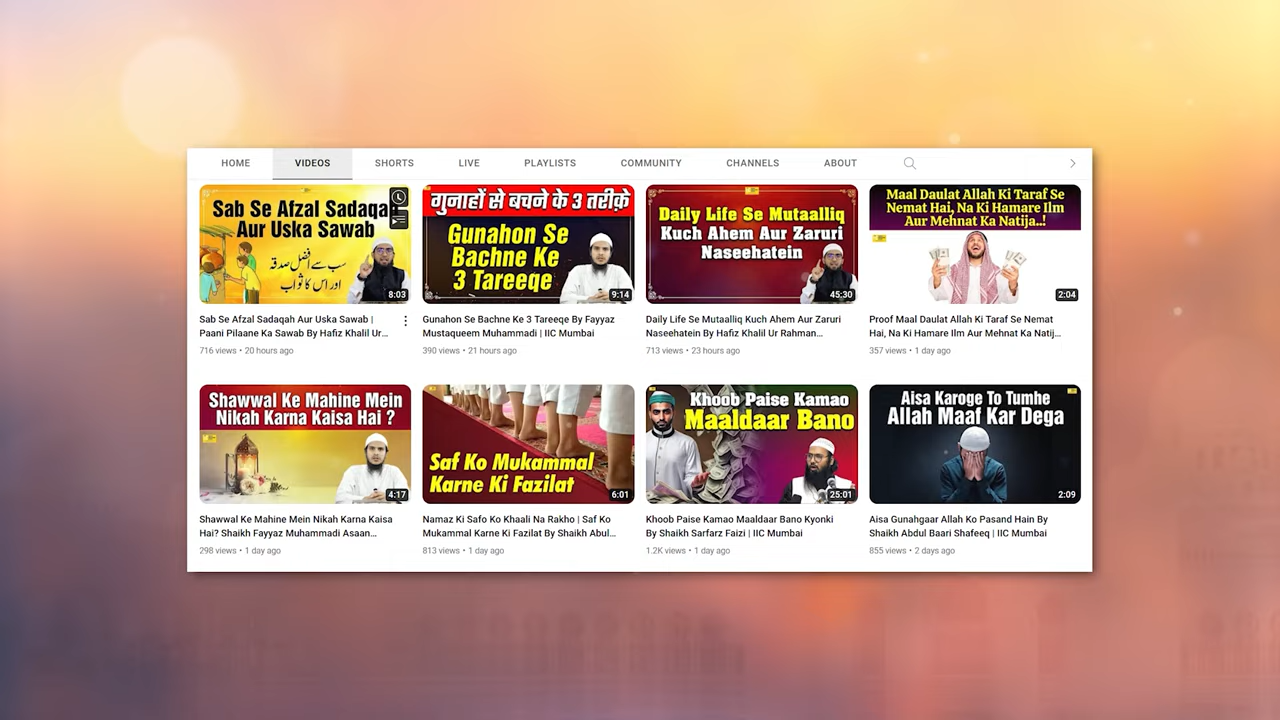 HOME VIDEOS SHORTS LIVE PLAYLISTS COMMUNITY CHANNELS ABOUT
Sab Se Afzal Sadaqah
Aur Uska Sawab
سب سے افضل صدقہ
اور اس کا ثواب
8:03
Sab Se Afzal Sadaqah Aur Uska Sawab |
Paani Pilaane Ka Sawab By Hafiz Khalil Ur...
716 views • 20 hours ago
गुनाहों से बचने के 3 तरीक़े
Gunahon Se
Bachne Ke
3 Tareeqe
9:14
Gunahon Se Bachne Ke 3 Tareeqe By Fayyaz
Mustaqueem Muhammadi | IIC Mumbai
390 views • 21 hours ago
Daily Life Se Mutaalliq
Kuch Ahem Aur Zaruri
Naseehatein
45:30
Daily Life Se Mutaalliq Kuch Ahem Aur Zaruri
Naseehatein By Hafiz Khalil Ur Rahman...
713 views • 23 hours ago
Maal Daulat Allah Ki Taraf Se
Nemat Hai, Na Ki Hamare Ilm
Aur Mehnat Ka Natija..!
2:04
Proof Maal Daulat Allah Ki Taraf Se Nemat
Hai, Na Ki Hamare Ilm Aur Mehnat Ka Natij...
357 views • 1 day ago
Shawwal Ke Mahine Mein
Nikah Karna Kaisa Hai ?
4:17
Shawwal Ke Mahine Mein Nikah Karna Kaisa
Hai? Shaikh Fayyaz Muhammadi Asaan...
298 views • 1 day ago
Saf Ko Mukammal
Karne Ki Fazilat
6:01
Namaz Ki Safo Ko Khaali Na Rakho | Saf Ko
Mukammal Karne Ki Fazilat By Shaikh Abul...
813 views • 1 day ago
Khoob Paise Kamao
Maaldaar Bano
25:01
Khoob Paise Kamao Maaldaar Bano Kyonki
By Shaikh Sarfarz Faizi | IIC Mumbai
1.2K views • 1 day ago
Aisa Karoge To Tumhe
Allah Maaf Kar Dega
2:09
Aisa Gunahgaar Allah Ko Pasand Hain By
Shaikh Abdul Baari Shafeeq | IIC Mumbai
855 views • 2 days ago